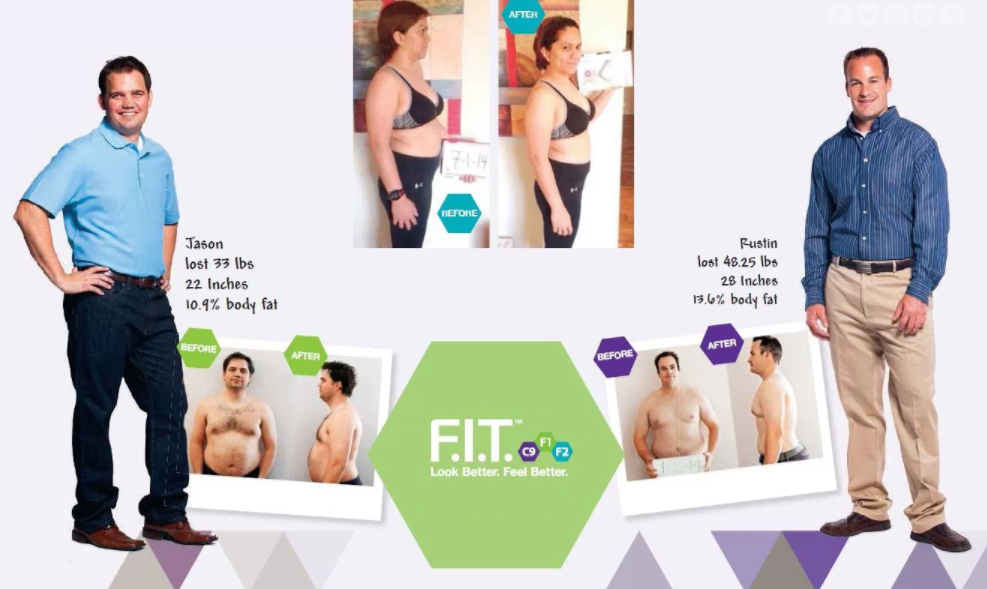 AFTER
7-1-14
BEFORE
Jason
lost 33 lbs
22 Inches
10.9% body fat
Rustin
lost 48.25 lbs
28 Inches
13.6% body fat
BEFORE
AFTER
BEFORE
AFTER
F.I.T.™
C9
F1
F2
Look Better. Feel Better.